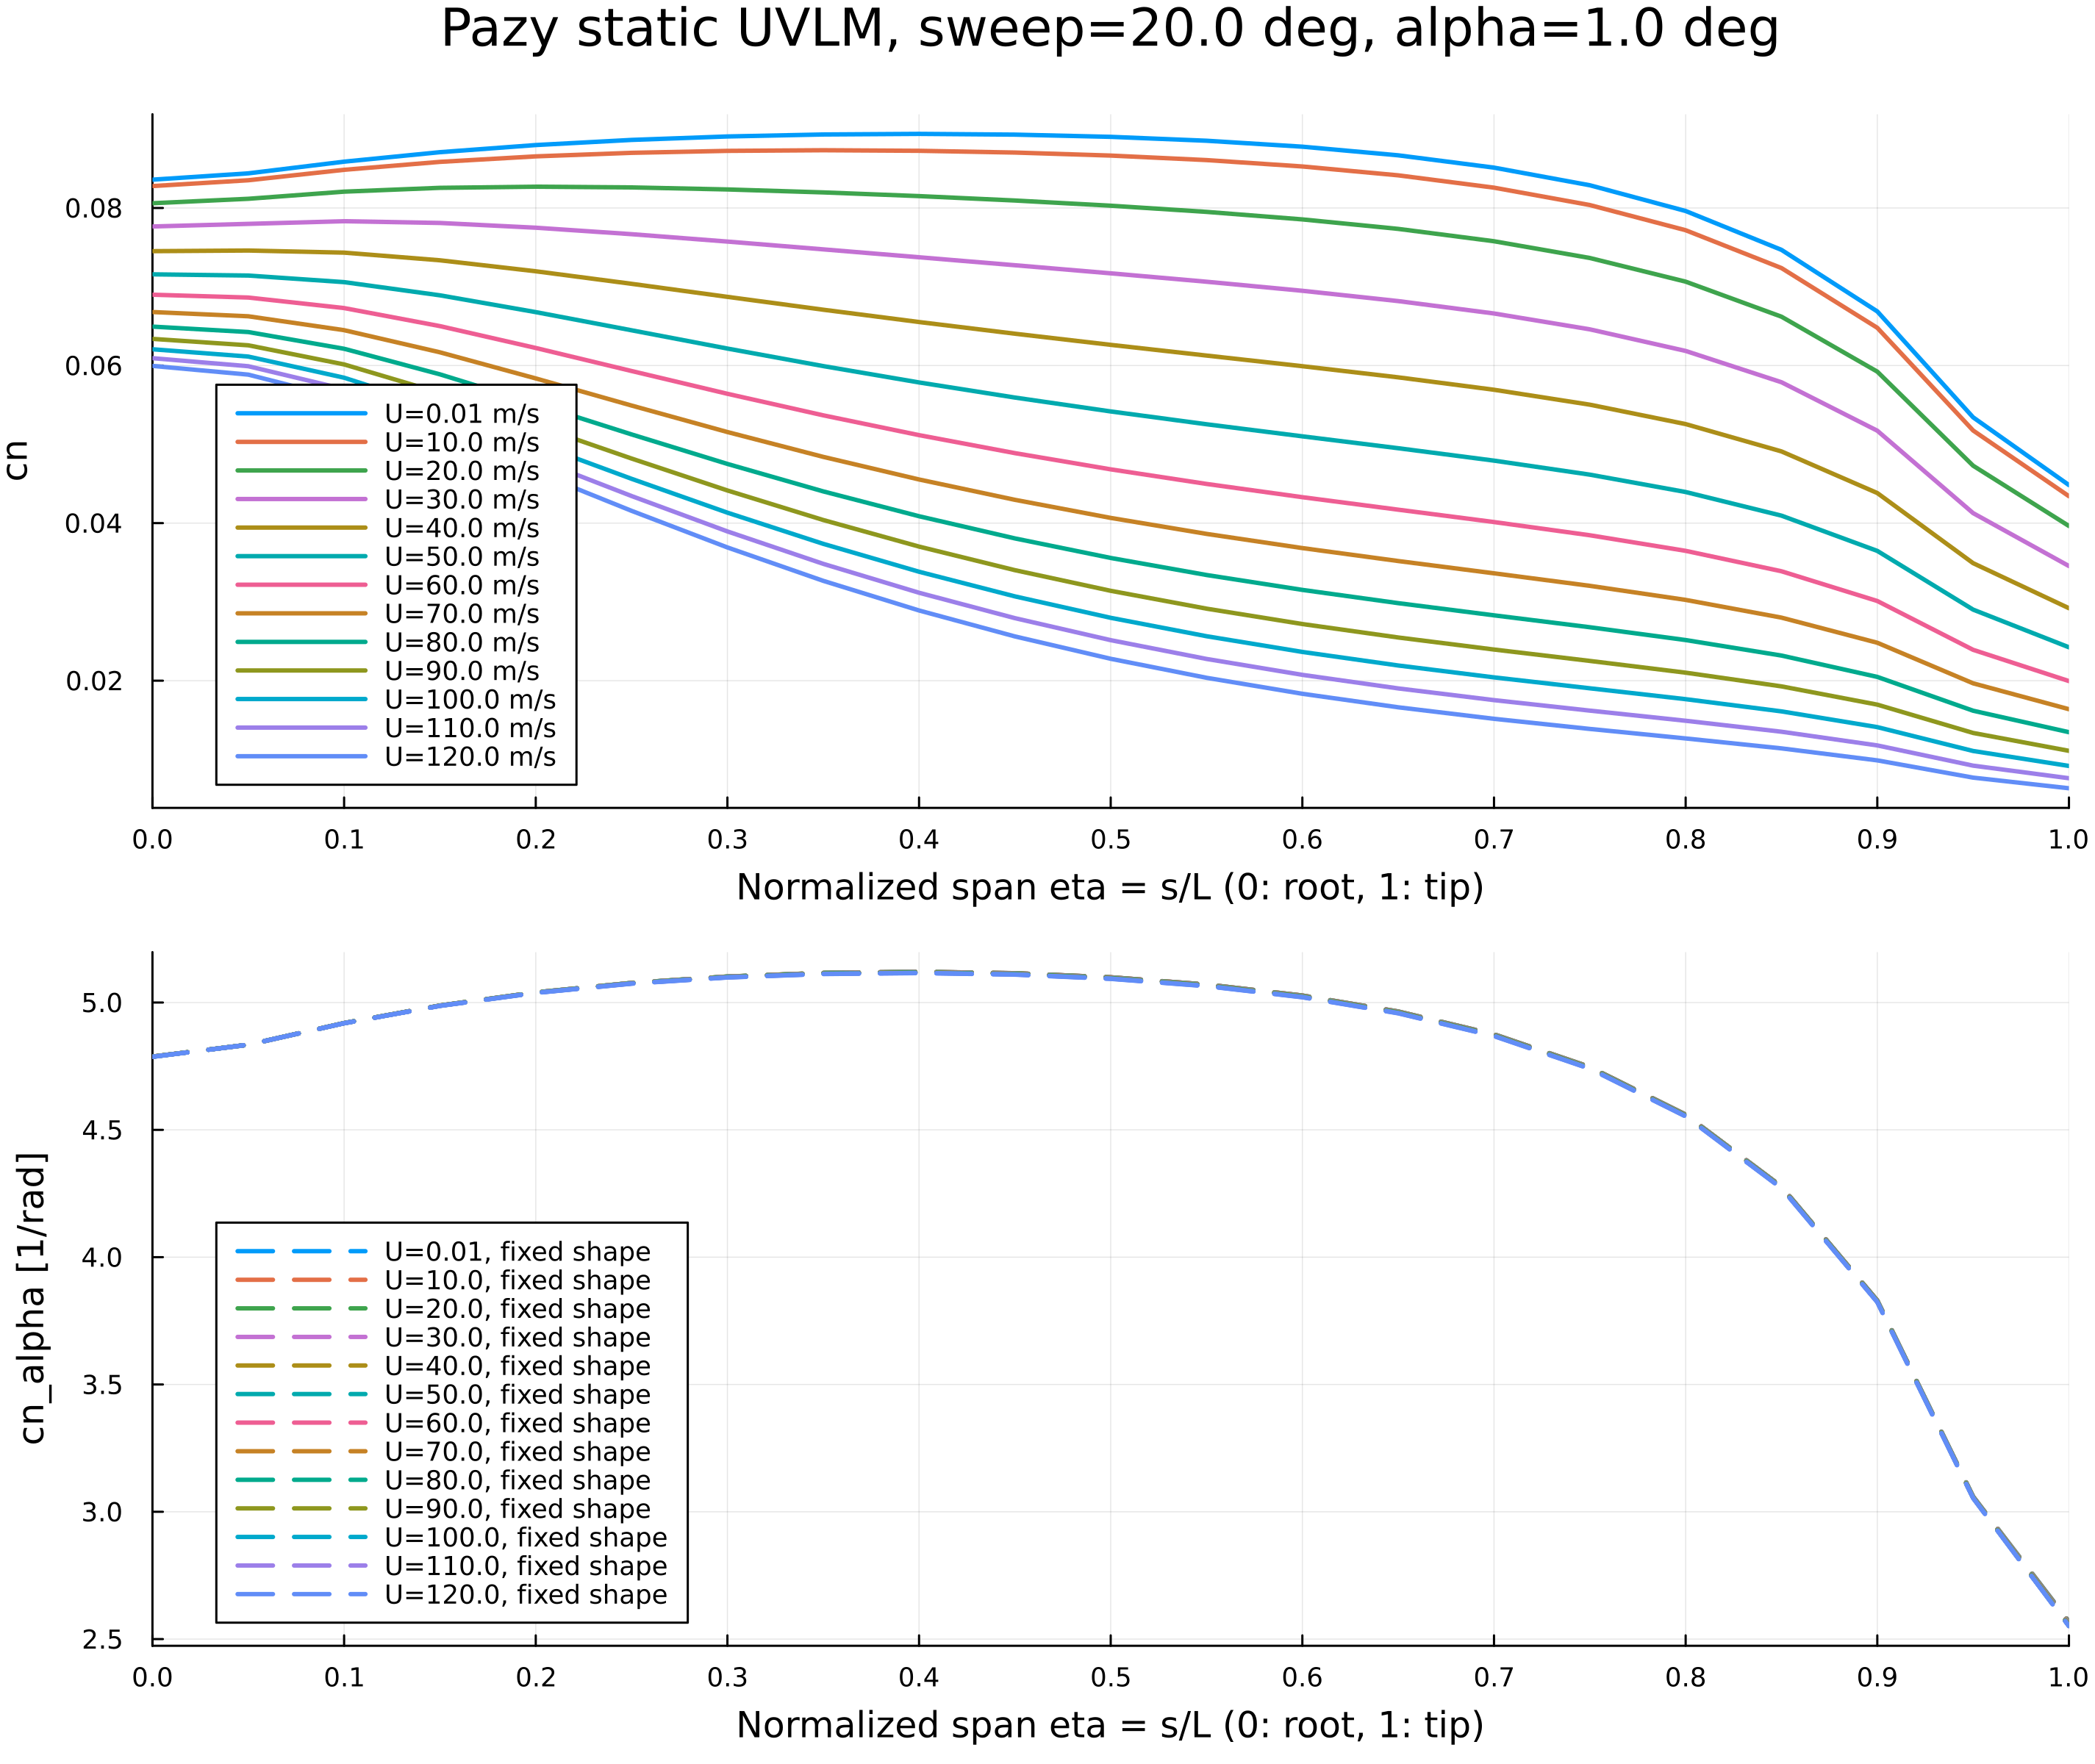 Pazy static UVLM, sweep=20.0 deg, alpha=1.0 deg
cn
0.08
0.06
0.04
0.02
U=0.01 m/s
U=10.0 m/s
U=20.0 m/s
U=30.0 m/s
U=40.0 m/s
U=50.0 m/s
U=60.0 m/s
U=70.0 m/s
U=80.0 m/s
U=90.0 m/s
U=100.0 m/s
U=110.0 m/s
U=120.0 m/s
0.0 0.1 0.2 0.3 0.4 0.5 0.6 0.7 0.8 0.9 1.0
Normalized span eta = s/L (0: root, 1: tip)
cn_alpha [1/rad]
5.0
4.5
4.0
3.5
3.0
2.5
U=0.01, fixed shape
U=10.0, fixed shape
U=20.0, fixed shape
U=30.0, fixed shape
U=40.0, fixed shape
U=50.0, fixed shape
U=60.0, fixed shape
U=70.0, fixed shape
U=80.0, fixed shape
U=90.0, fixed shape
U=100.0, fixed shape
U=110.0, fixed shape
U=120.0, fixed shape
0.0 0.1 0.2 0.3 0.4 0.5 0.6 0.7 0.8 0.9 1.0
Normalized span eta = s/L (0: root, 1: tip)